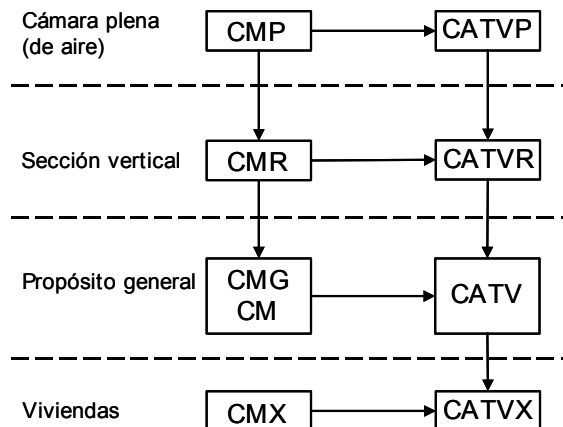 Cámara plena
(de aire)
CMP
CATVP
Sección vertical
CMR
CATVR
Propósito general
CMG
CM
CATV
Viviendas
CMX
CATVX